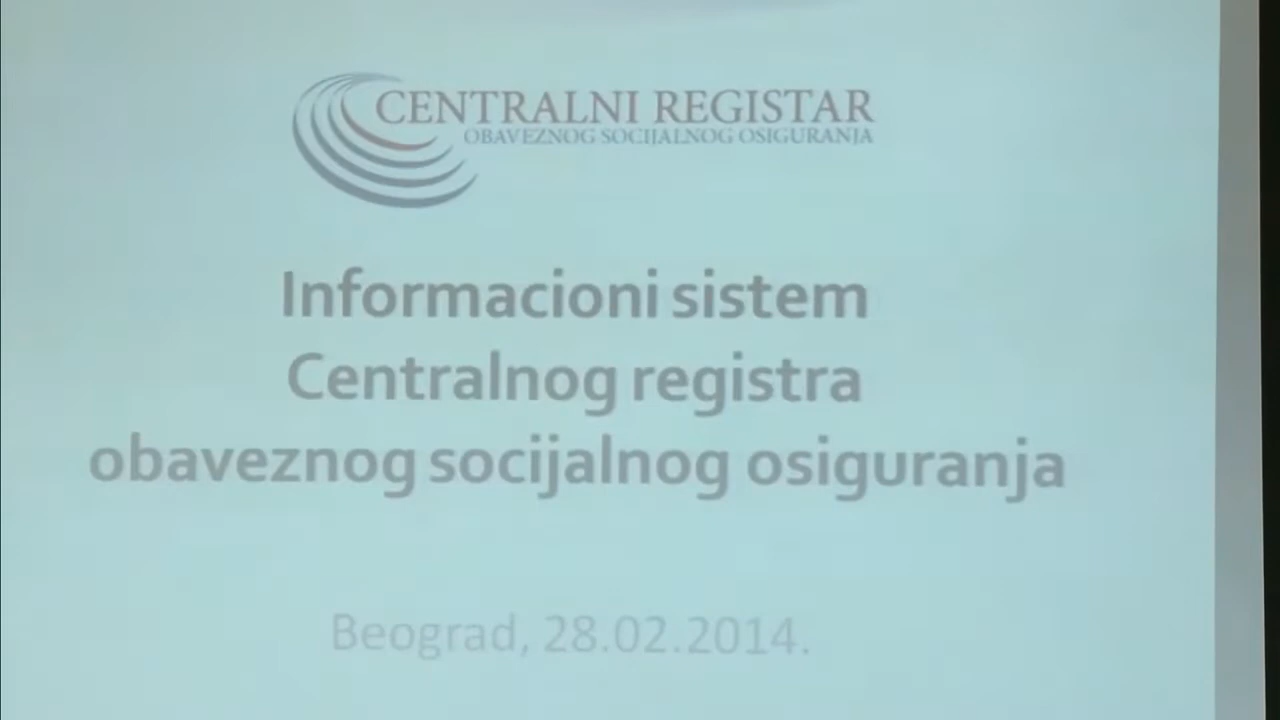 CENTRALNI REGISTAR
OBAVEZNOG SOCIJALNOG OSIGURANJA
Informacioni sistem
Centralnog registra
obaveznog socijalnog osiguranja
Beograd, 28.02.2014.